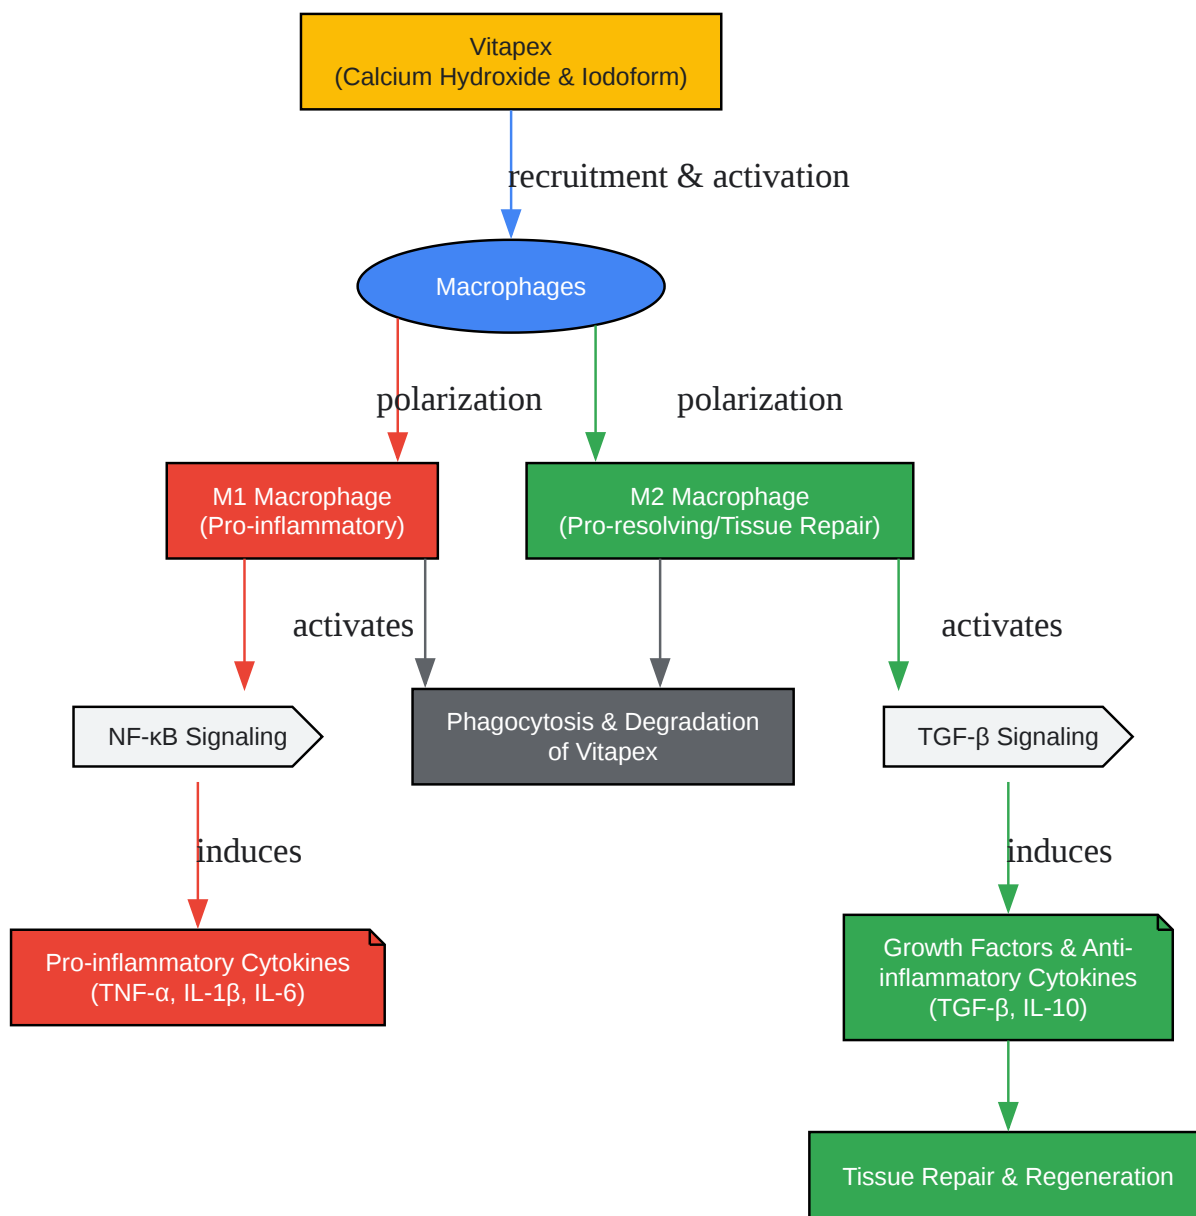 Vitapex
(Calcium Hydroxide & Iodoform)
recruitment & activation
Macrophages
polarization
polarization
M1 Macrophage
(Pro-inflammatory)
M2 Macrophage
(Pro-resolving/Tissue Repair)
activates
activates
NF-κB Signaling
Phagocytosis & Degradation
of Vitapex
TGF-β Signaling
induces
induces
Pro-inflammatory Cytokines
(TNF-α, IL-1β, IL-6)
Growth Factors & Anti-
inflammatory Cytokines
(TGF-β, IL-10)
Tissue Repair & Regeneration